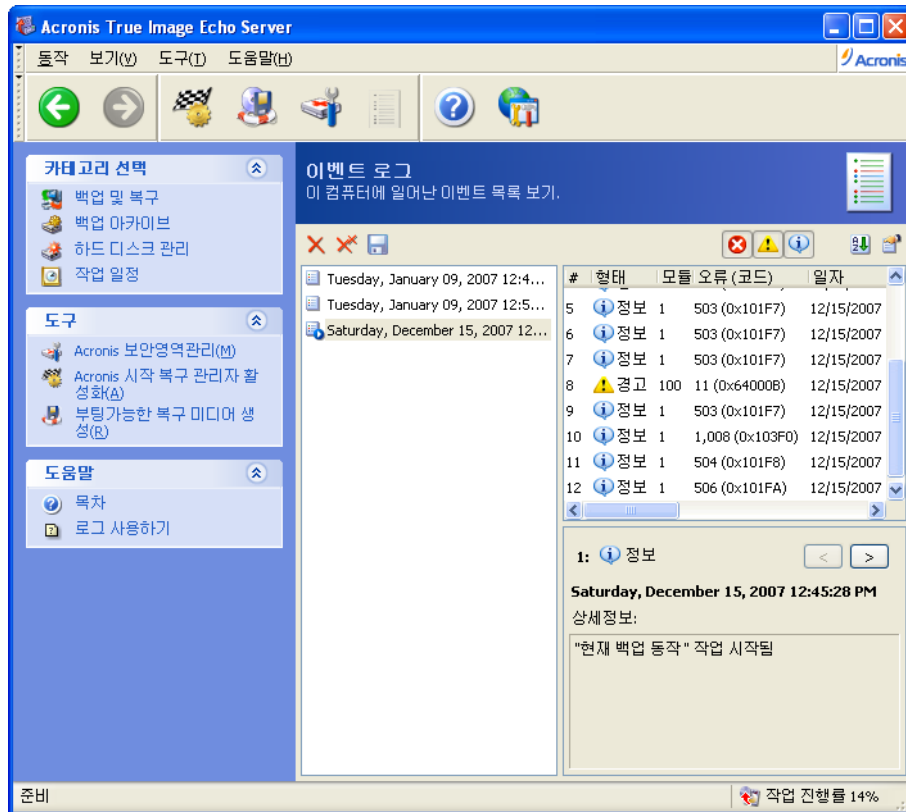 Acronis True Image Echo Server
동작 보기(V) 도구(T) 도움말(H)
Acronis
카테고리 선택
백업 및 복구
백업 아카이브
하드 디스크 관리
작업 일정
도구
Acronis 보안영역관리(M)
Acronis 시작 복구 관리자 활
성화(A)
부팅가능한 복구 미디어 생
성(R)
도움말
목차
로그 사용하기
이벤트 로그
이 컴퓨터에 일어난 이벤트 목록 보기.
Tuesday, January 09, 2007 12:4...
Tuesday, January 09, 2007 12:5...
Saturday, December 15, 2007 12...
# 형태 모듈 오류 (코드) 일자
5 정보 1 503 (0x101F7) 12/15/2007
6 정보 1 503 (0x101F7) 12/15/2007
7 정보 1 503 (0x101F7) 12/15/2007
8 경고 100 11 (0x64000B) 12/15/2007
9 정보 1 503 (0x101F7) 12/15/2007
10 정보 1 1,008 (0x103F0) 12/15/2007
11 정보 1 504 (0x101F8) 12/15/2007
12 정보 1 506 (0x101FA) 12/15/2007
1: 정보 < >
Saturday, December 15, 2007 12:45:28 PM
상세정보:
"현재 백업 동작" 작업 시작됨
준비
작업 진행률 14%